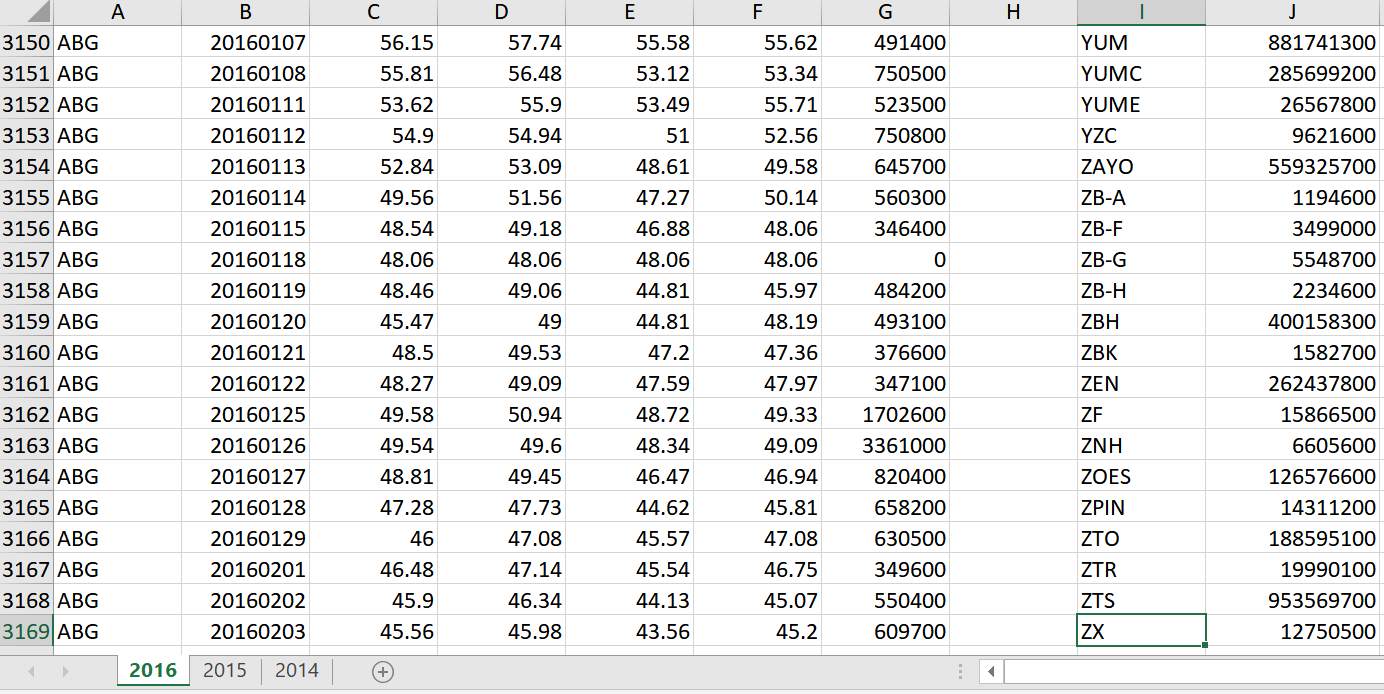 A B C D E F G H I J
3150 ABG 20160107 56.15 57.74 55.58 55.62 491400 YUM 881741300
3151 ABG 20160108 55.81 56.48 53.12 53.34 750500 YUMC 285699200
3152 ABG 20160111 53.62 55.9 53.49 55.71 523500 YUME 26567800
3153 ABG 20160112 54.9 54.94 51 52.56 750800 YZC 9621600
3154 ABG 20160113 52.84 53.09 48.61 49.58 645700 ZAYO 559325700
3155 ABG 20160114 49.56 51.56 47.27 50.14 560300 ZB-A 1194600
3156 ABG 20160115 48.54 49.18 46.88 48.06 346400 ZB-F 3499000
3157 ABG 20160118 48.06 48.06 48.06 48.06 0 ZB-G 5548700
3158 ABG 20160119 48.46 49.06 44.81 45.97 484200 ZB-H 2234600
3159 ABG 20160120 45.47 49 44.81 48.19 493100 ZBH 400158300
3160 ABG 20160121 48.5 49.53 47.2 47.36 376600 ZBK 1582700
3161 ABG 20160122 48.27 49.09 47.59 47.97 347100 ZEN 262437800
3162 ABG 20160125 49.58 50.94 48.72 49.33 1702600 ZF 15866500
3163 ABG 20160126 49.54 49.6 48.34 49.09 3361000 ZNH 6605600
3164 ABG 20160127 48.81 49.45 46.47 46.94 820400 ZOES 126576600
3165 ABG 20160128 47.28 47.73 44.62 45.81 658200 ZPIN 14311200
3166 ABG 20160129 46 47.08 45.57 47.08 630500 ZTO 188595100
3167 ABG 20160201 46.48 47.14 45.54 46.75 349600 ZTR 19990100
3168 ABG 20160202 45.9 46.34 44.13 45.07 550400 ZTS 953569700
3169 ABG 20160203 45.56 45.98 43.56 45.2 609700 ZX 12750500
2016 2015 2014